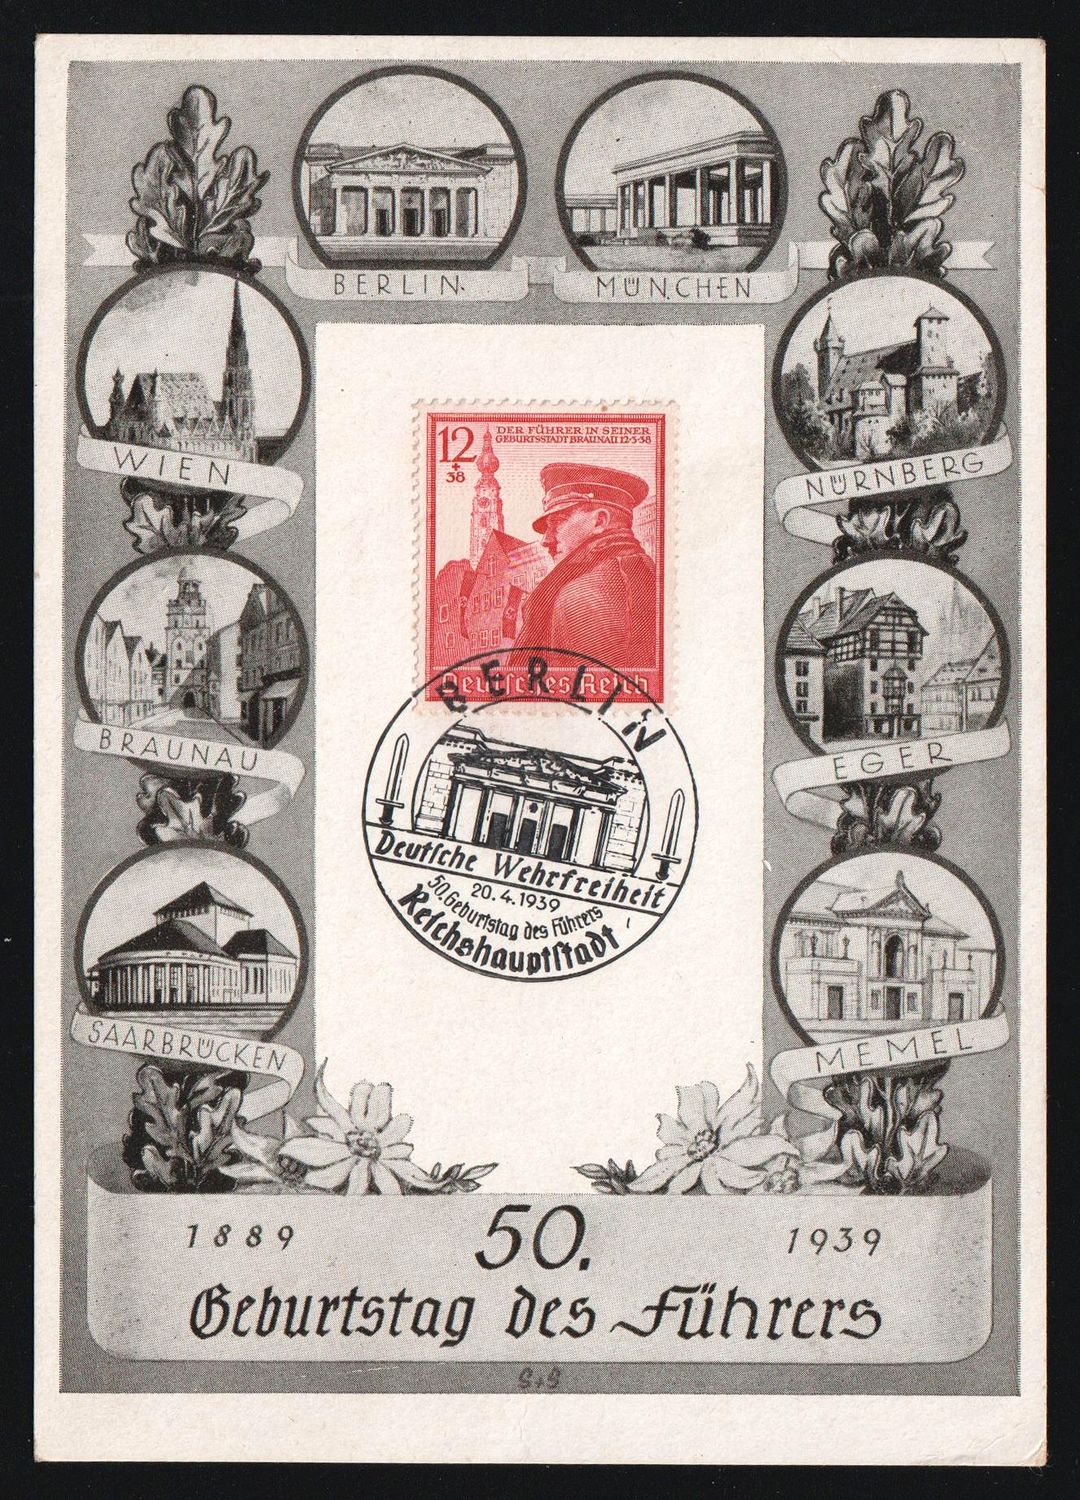 BERLIN
MÜNCHEN
WIEN
NÜRNBERG
12
+
38
DER FÜHRER IN SEINER
GEBURTSSTADT BRAUNAU 12·3·38
Deutsches Reich
BRAUNAU
EGER
BERLIN
Deutsche Wehrfreiheit
20.4.1939
50. Geburtstag des Führers
Reichshauptstadt
SAARBRÜCKEN
MEMEL
1889
50.
1939
Geburtstag des Führers
S+S